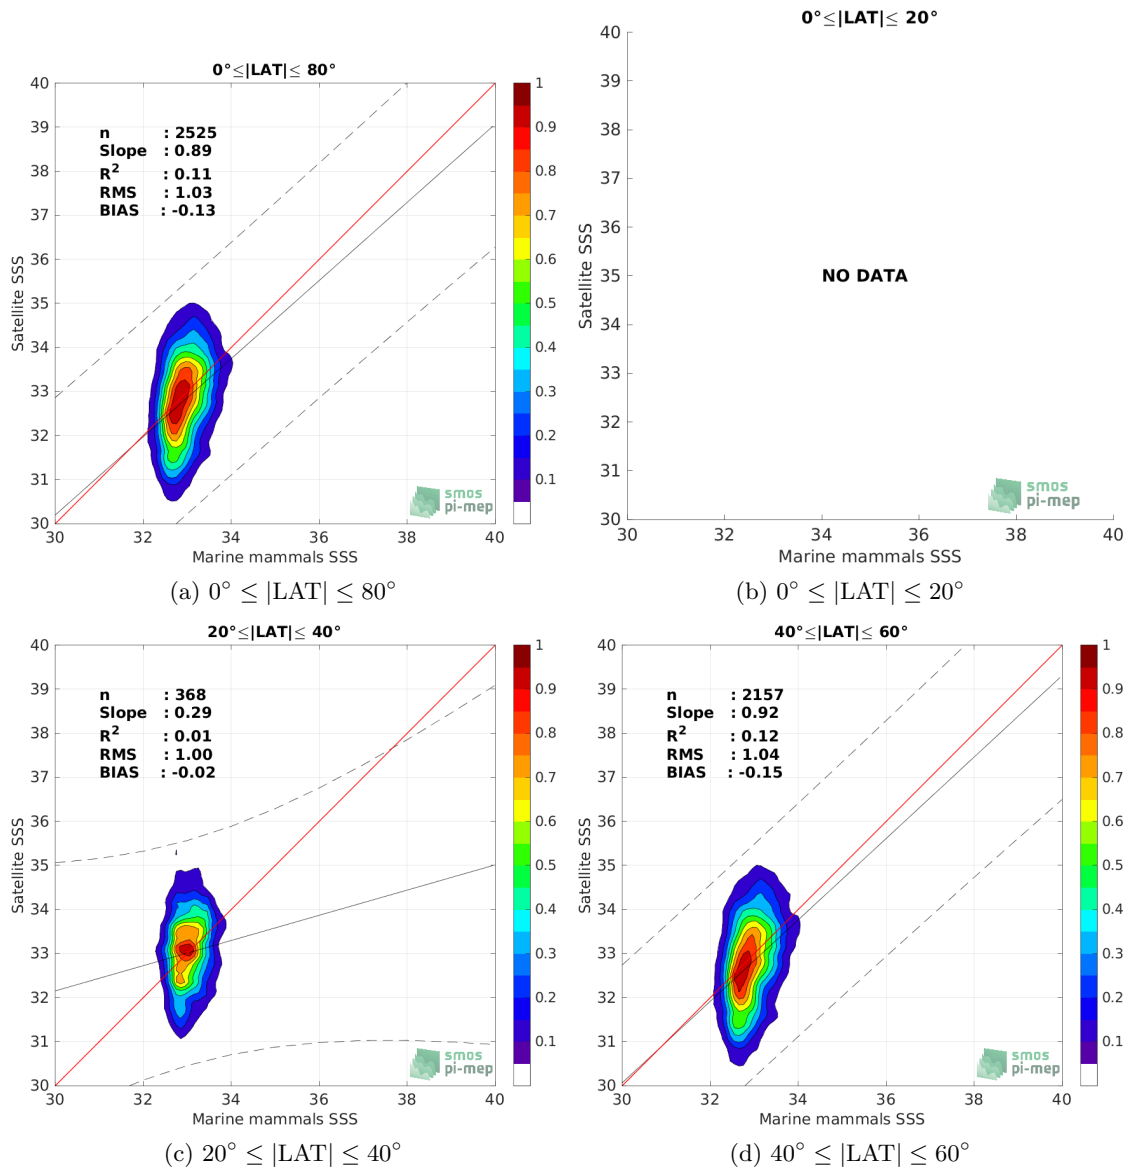 0°≤|LAT|≤ 80°
n : 2525
Slope : 0.89
R2 : 0.11
RMS : 1.03
BIAS : -0.13
40
39
38
37
36
35
34
33
32
31
30
Satellite SSS
30 32 34 36 38 40
Marine mammals SSS
1
0.9
0.8
0.7
0.6
0.5
0.4
0.3
0.2
0.1
smos
pi-mep
(a) 0° ≤ |LAT| ≤ 80°
0°≤|LAT|≤ 20°
40
39
38
37
36
35
34
33
32
31
30
Satellite SSS
NO DATA
30 32 34 36 38 40
Marine mammals SSS
smos
pi-mep
(b) 0° ≤ |LAT| ≤ 20°
20°≤|LAT|≤ 40°
n : 368
Slope : 0.29
R2 : 0.01
RMS : 1.00
BIAS : -0.02
40
39
38
37
36
35
34
33
32
31
30
Satellite SSS
30 32 34 36 38 40
Marine mammals SSS
1
0.9
0.8
0.7
0.6
0.5
0.4
0.3
0.2
0.1
smos
pi-mep
(c) 20° ≤ |LAT| ≤ 40°
40°≤|LAT|≤ 60°
n : 2157
Slope : 0.92
R2 : 0.12
RMS : 1.04
BIAS : -0.15
40
39
38
37
36
35
34
33
32
31
30
Satellite SSS
30 32 34 36 38 40
Marine mammals SSS
1
0.9
0.8
0.7
0.6
0.5
0.4
0.3
0.2
0.1
smos
pi-mep
(d) 40° ≤ |LAT| ≤ 60°